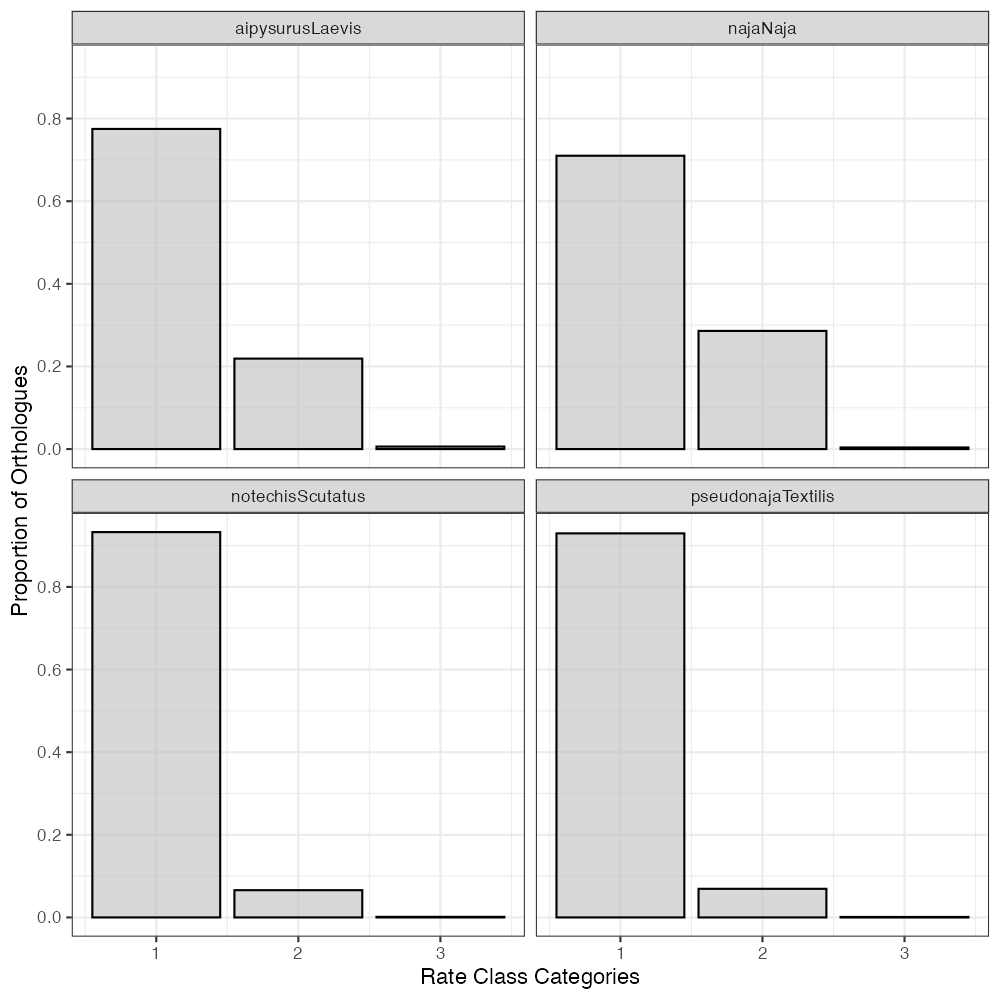 aipysurusLaevis
najaNaja
0.8
0.6
0.4
0.2
0.0
notechisScutatus
pseudonajaTextilis
0.8
0.6
0.4
0.2
0.0
1 2 3 1 2 3
Rate Class Categories
Proportion of Orthologues